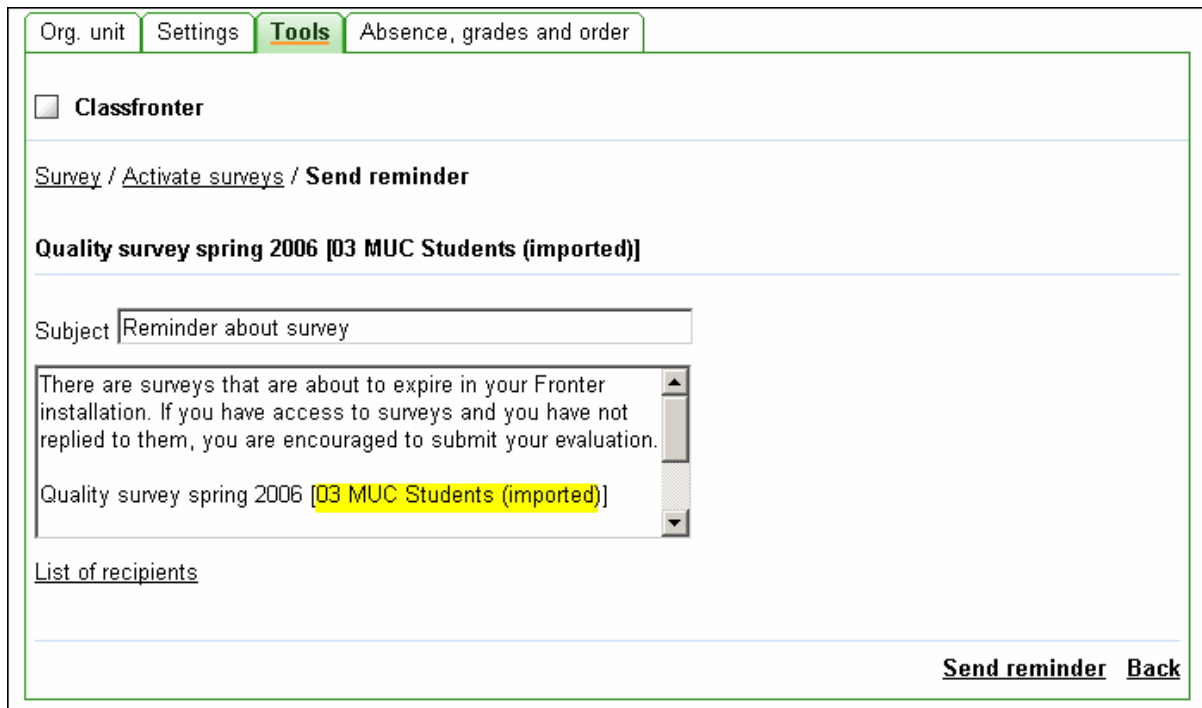 Org. unit Settings Tools Absence, grades and order
Classfronter
Survey / Activate surveys / Send reminder
Quality survey spring 2006 [03 MUC Students (imported)]
Subject Reminder about survey
There are surveys that are about to expire in your Fronter
installation. If you have access to surveys and you have not
replied to them, you are encouraged to submit your evaluation.
Quality survey spring 2006 [03 MUC Students (imported)]
List of recipients
Send reminder Back